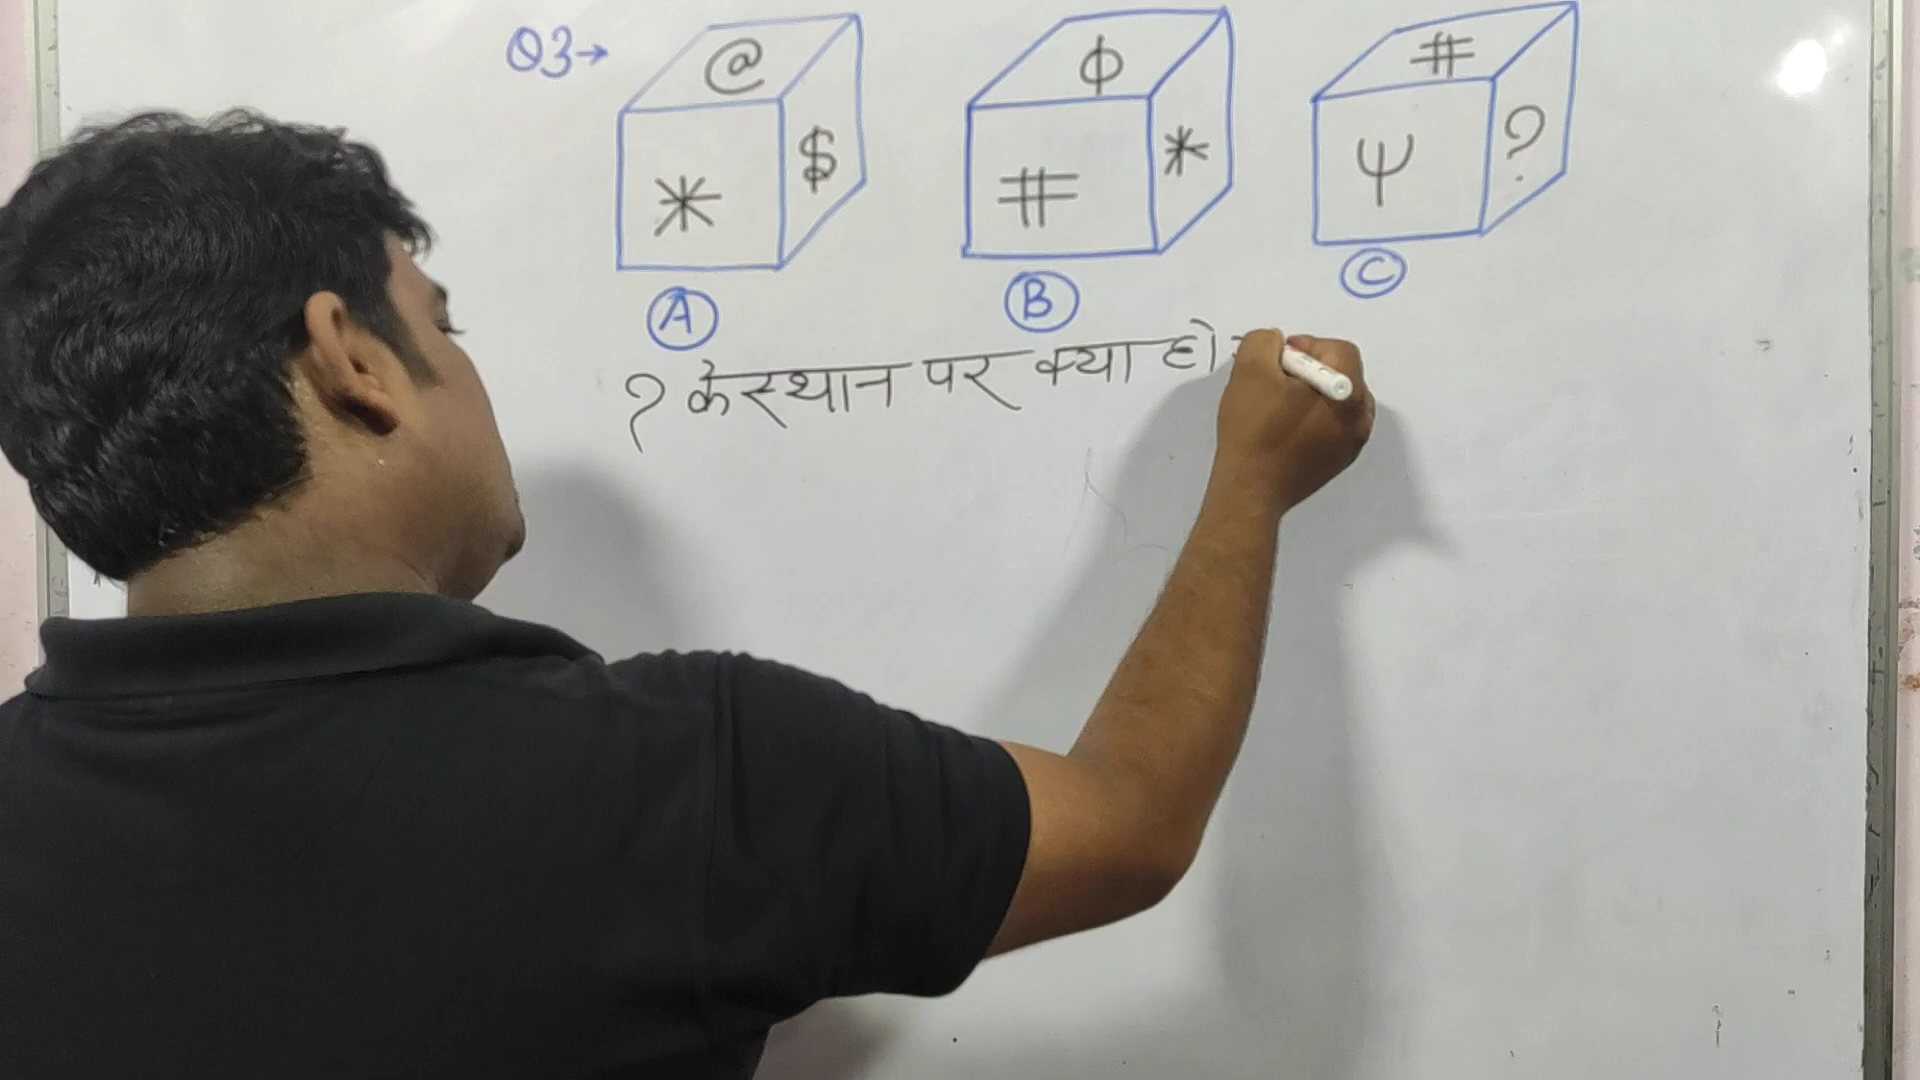 Q3→
@ * $
Φ # *
# Ψ ?
A B C
? के स्थान पर क्या हो